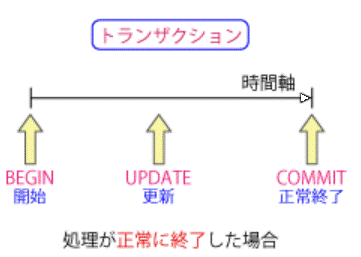 トランザクション
時間軸
BEGIN
開始
UPDATE
更新
COMMIT
正常終了
処理が正常に終了した場合